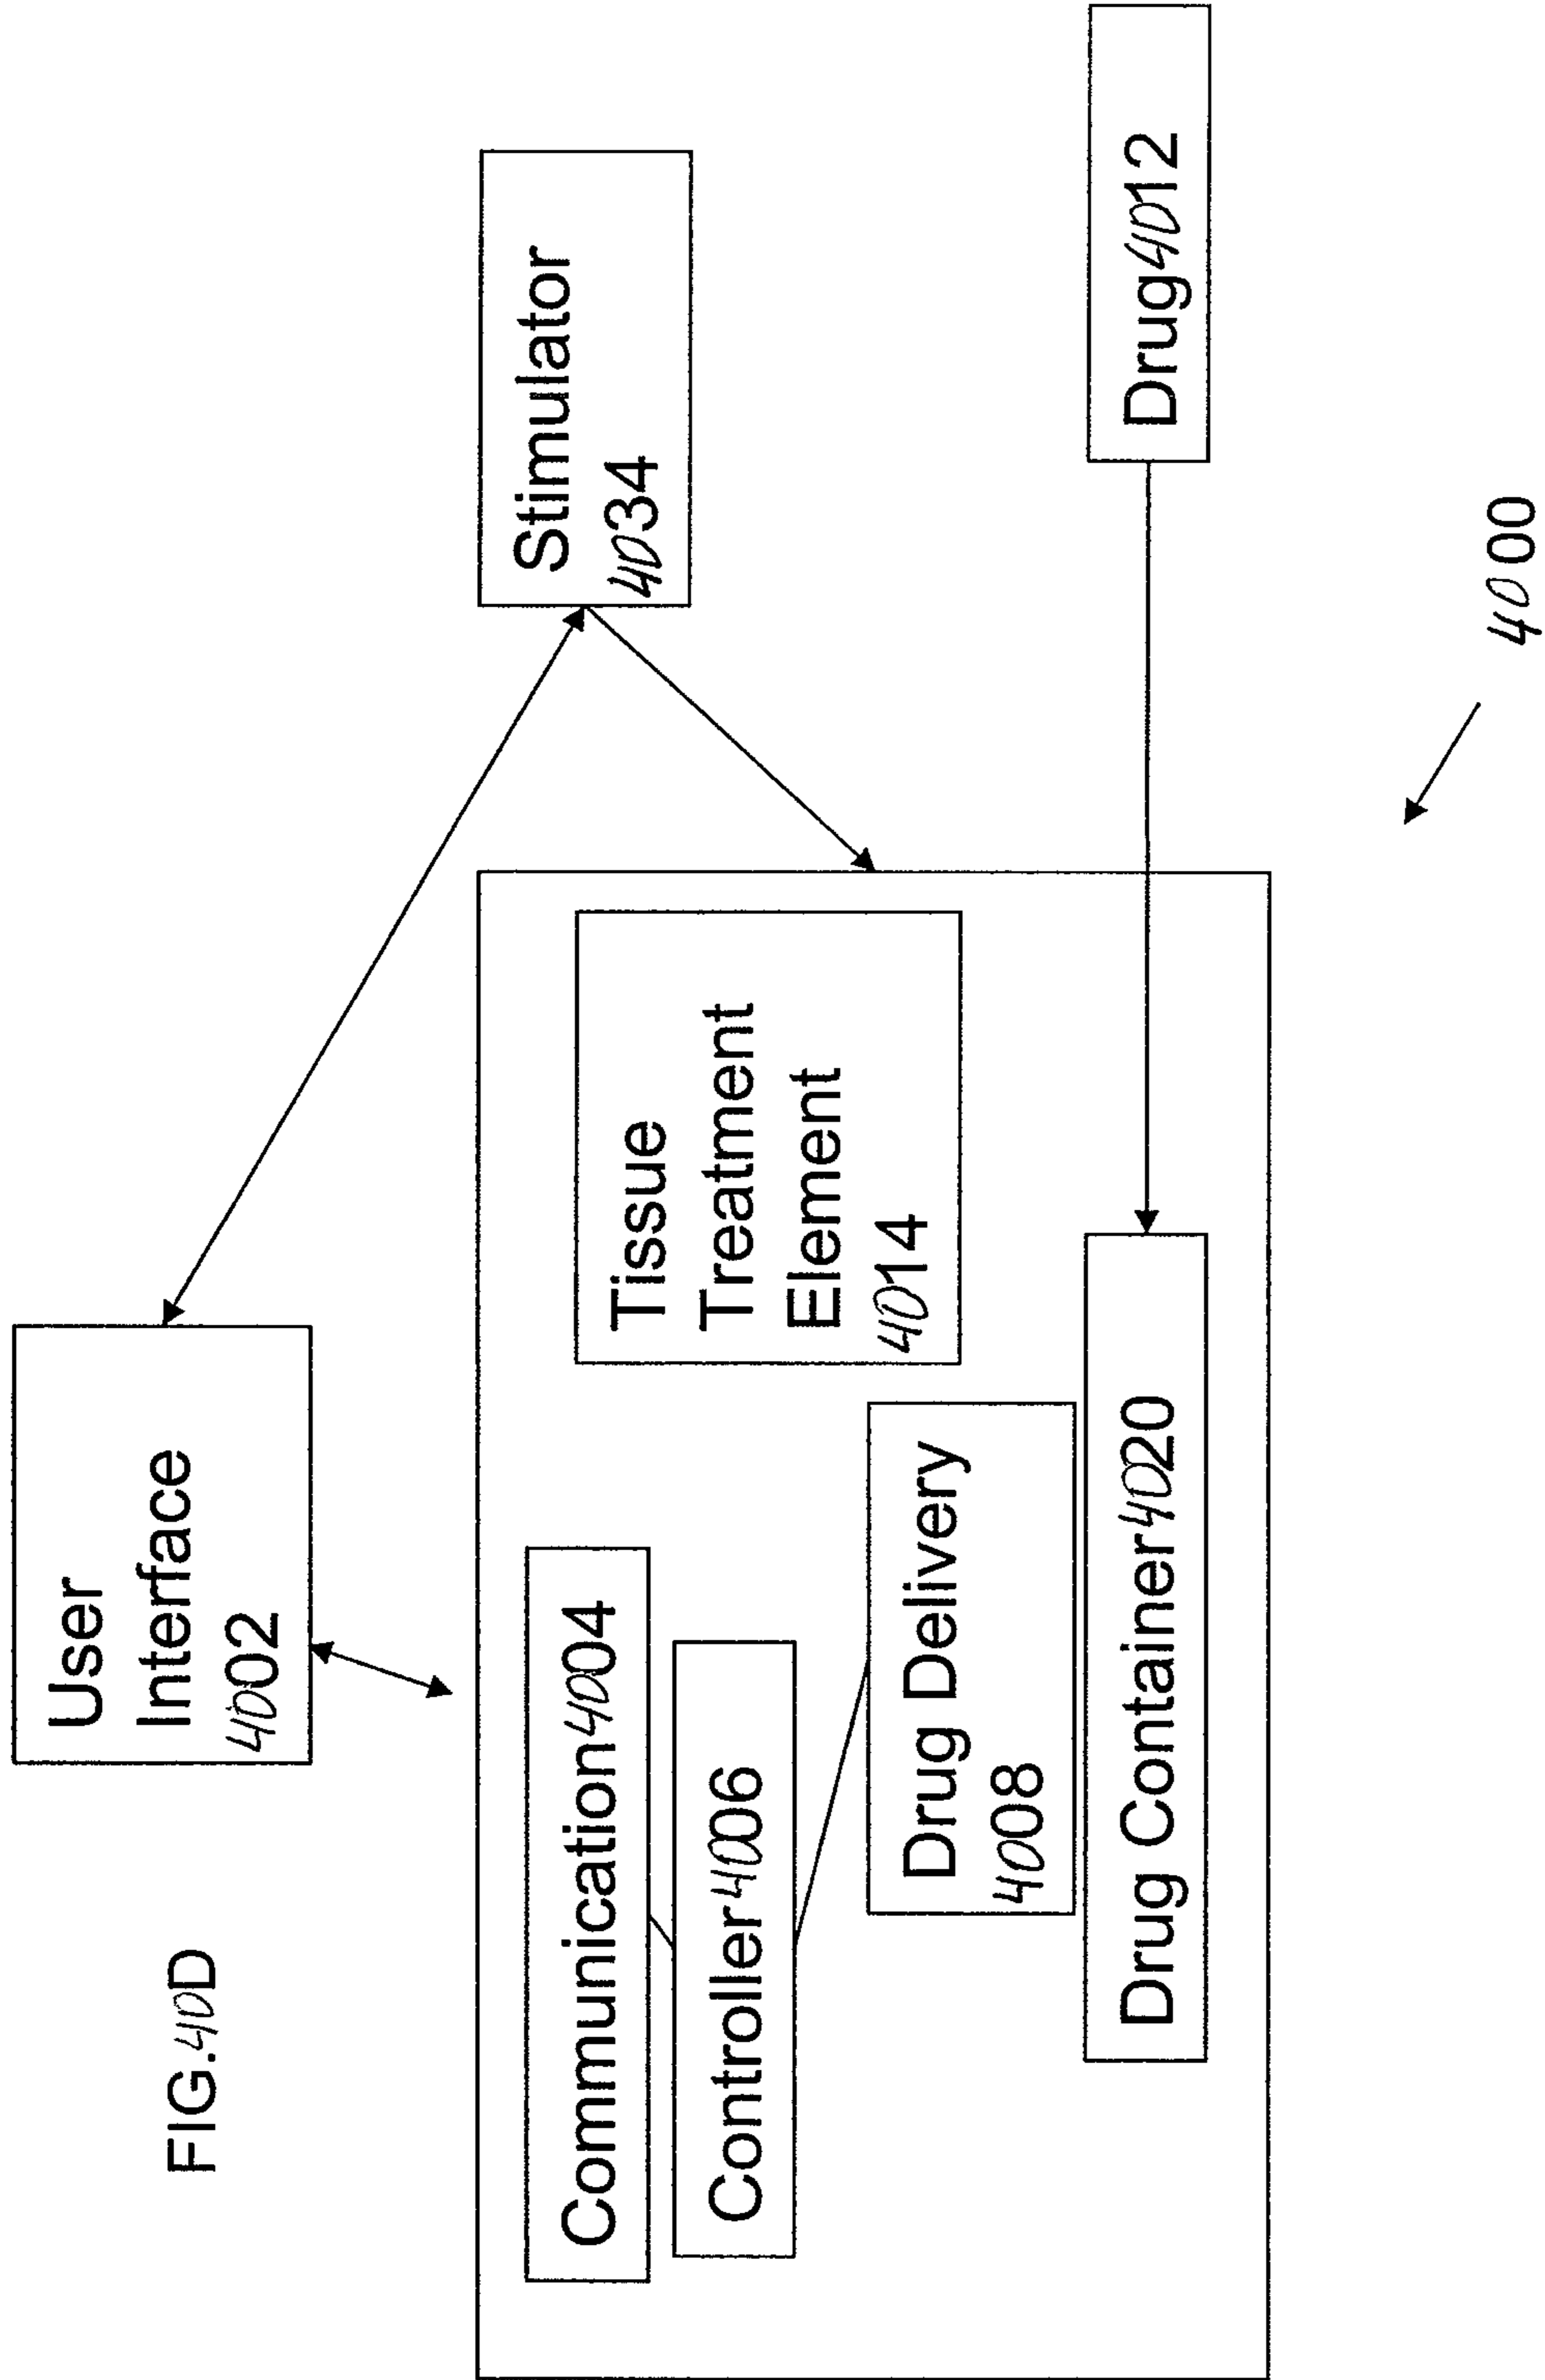 FIG.40D
User
Interface
4002
Stimulator
4034
Communication4004
Controller4006
Tissue
Treatment
Element
4014
Drug Delivery
4008
Drug Container4020
Drug4012
4000